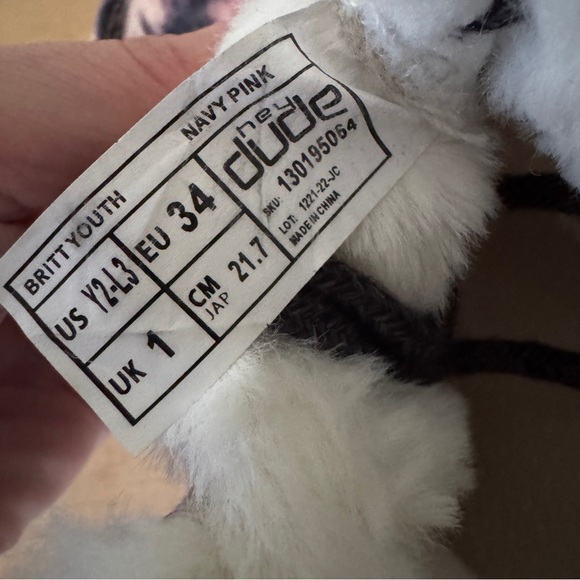 BRITT YOUTH
NAVY PINK
US Y2-L3
EU 34
hey
dude
UK 1
CM 21.7
JAP
SKU: 130195064
LOT: 1221-22-JC
MADE IN CHINA